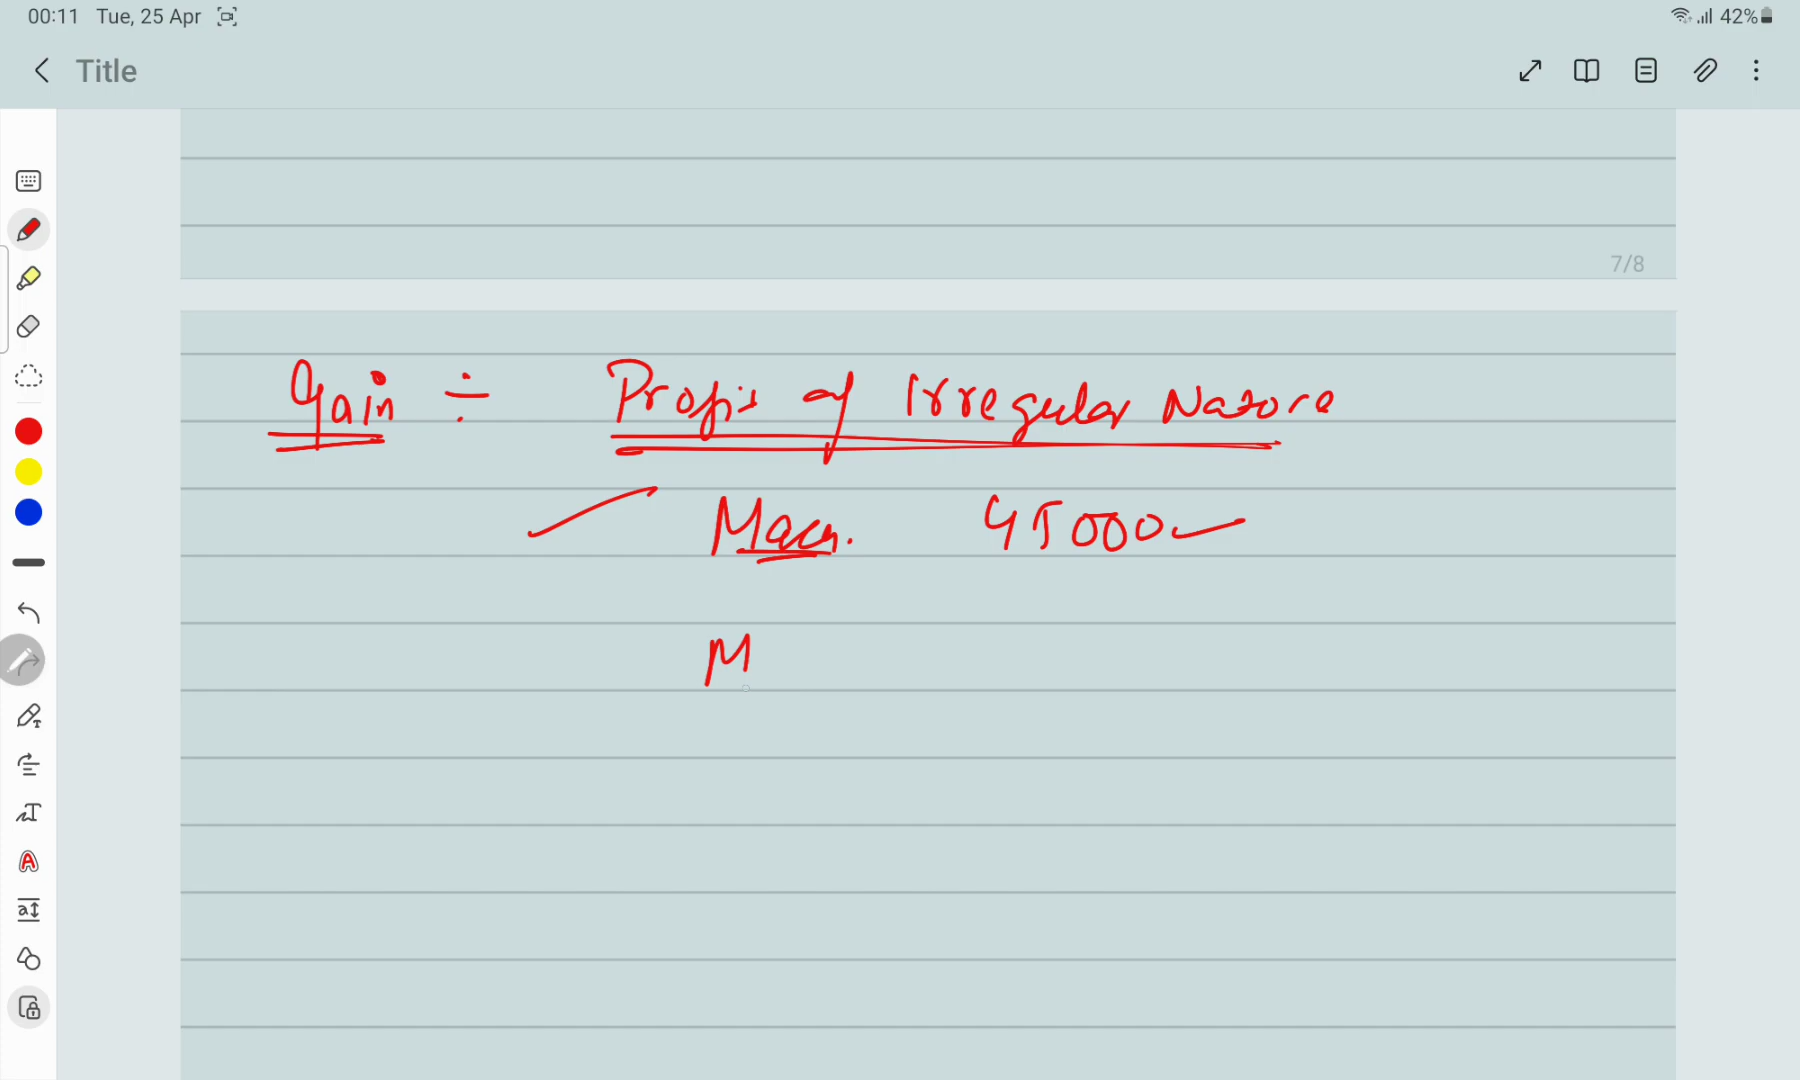 00:11 Tue, 25 Apr 42%
Title
7/8
Gain ÷ Profit of Irregular Nature
Mach. 45000
M